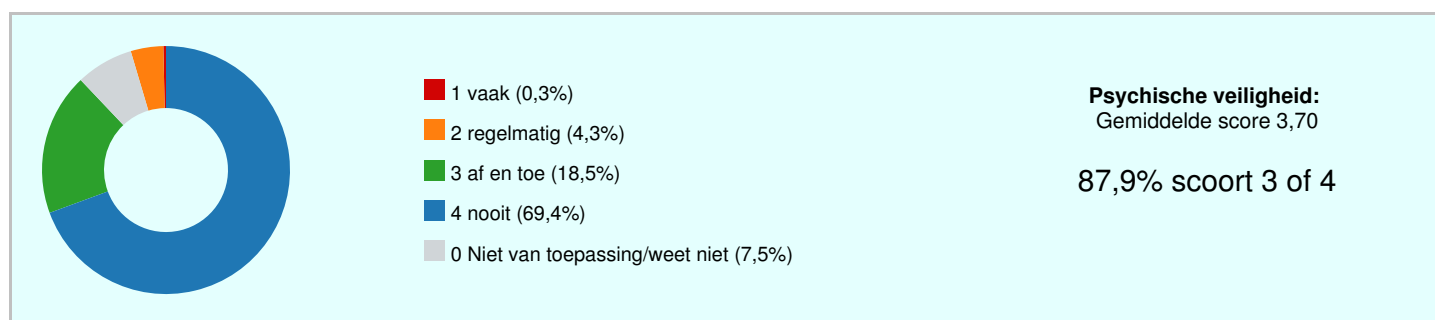 1 vaak (0,3%)
2 regelmatig (4,3%)
3 af en toe (18,5%)
4 nooit (69,4%)
0 Niet van toepassing/weet niet (7,5%)
Psychische veiligheid:
Gemiddelde score 3,70
87,9% scoort 3 of 4